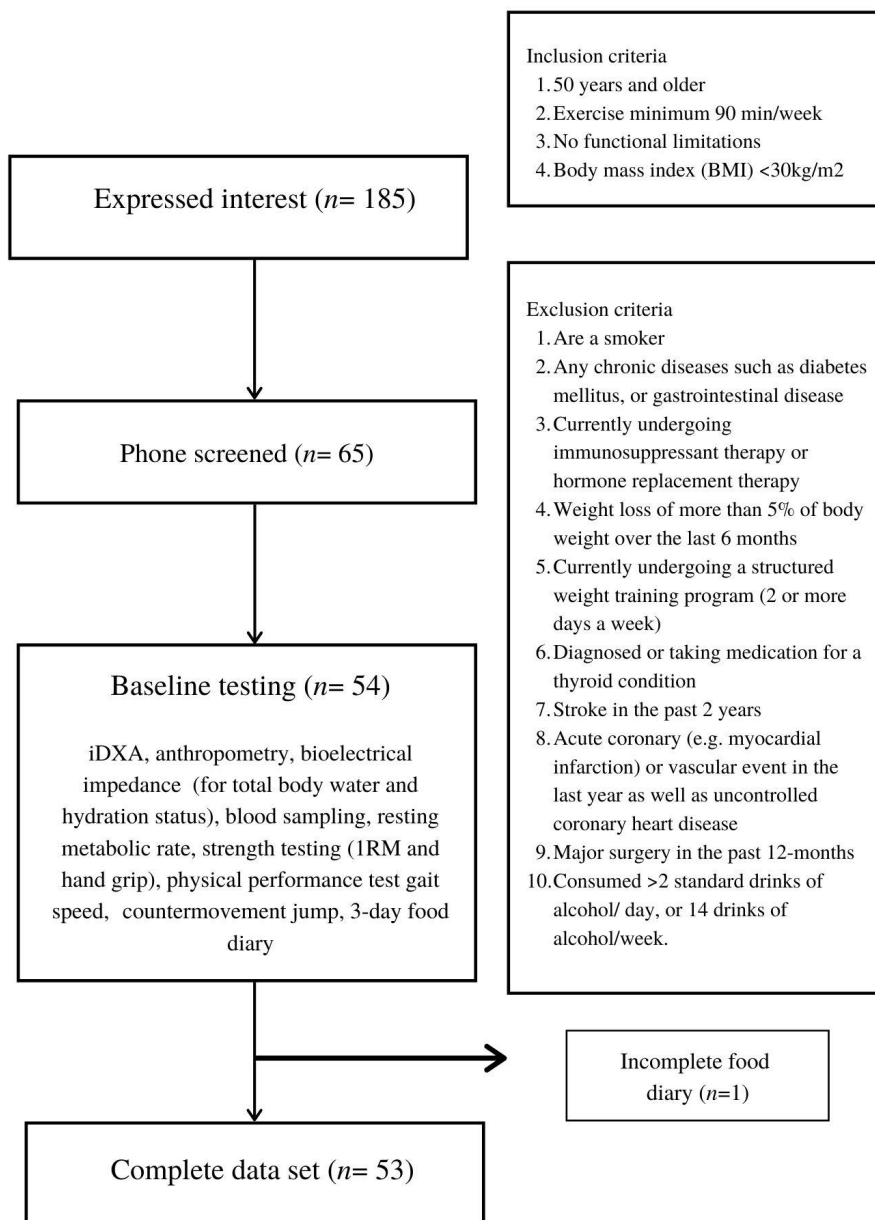 Inclusion criteria
1. 50 years and older
2. Exercise minimum 90 min/week
3. No functional limitations
4. Body mass index (BMI) <30kg/m2
Expressed interest (n= 185)
Exclusion criteria
1. Are a smoker
2. Any chronic diseases such as diabetes
mellitus, or gastrointestinal disease
3. Currently undergoing
immunosuppressant therapy or
hormone replacement therapy
4. Weight loss of more than 5% of body
weight over the last 6 months
5. Currently undergoing a structured
weight training program (2 or more
days a week)
6. Diagnosed or taking medication for a
thyroid condition
7. Stroke in the past 2 years
8. Acute coronary (e.g. myocardial
infarction) or vascular event in the
last year as well as uncontrolled
coronary heart disease
9. Major surgery in the past 12-months
10. Consumed >2 standard drinks of
alcohol/ day, or 14 drinks of
alcohol/week.
Phone screened (n= 65)
Baseline testing (n= 54)
iDXA, anthropometry, bioelectrical
impedance (for total body water and
hydration status), blood sampling, resting
metabolic rate, strength testing (1RM and
hand grip), physical performance test gait
speed, countermovement jump, 3-day food
diary
Incomplete food
diary (n=1)
Complete data set (n= 53)